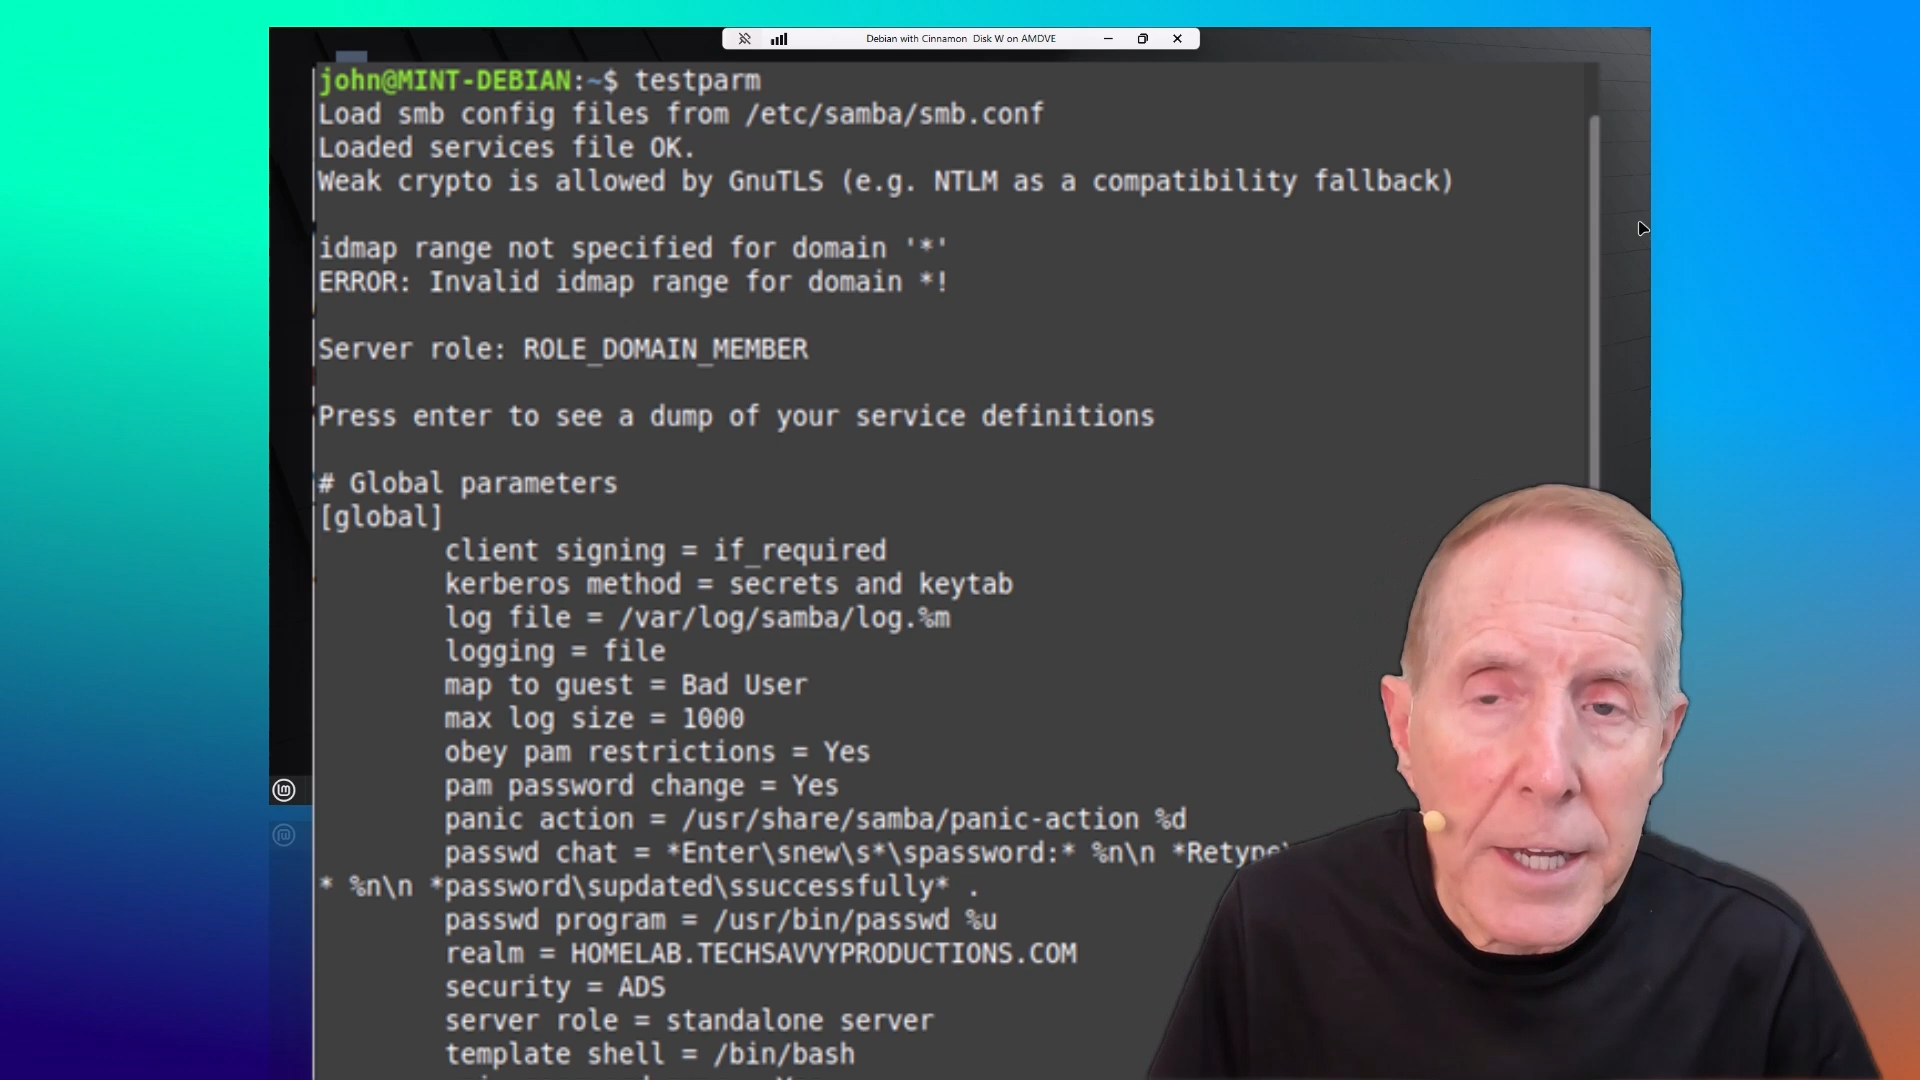 Debian with Cinnamon Disk W on AMDVE
john@MINT-DEBIAN:~$ testparm
Load smb config files from /etc/samba/smb.conf
Loaded services file OK.
Weak crypto is allowed by GnuTLS (e.g. NTLM as a compatibility fallback)
idmap range not specified for domain '*'
ERROR: Invalid idmap range for domain *!
Server role: ROLE_DOMAIN_MEMBER
Press enter to see a dump of your service definitions
# Global parameters
[global]
client signing = if_required
kerberos method = secrets and keytab
log file = /var/log/samba/log.%m
logging = file
map to guest = Bad User
max log size = 1000
obey pam restrictions = Yes
pam password change = Yes
panic action = /usr/share/samba/panic-action %d
passwd chat = *Enter\snew\s*\spassword:* %n\n *Retype\
* %n\n *password\supdated\ssuccessfully* .
passwd program = /usr/bin/passwd %u
realm = HOMELAB.TECHSAVVYPRODUCTIONS.COM
security = ADS
server role = standalone server
template shell = /bin/bash